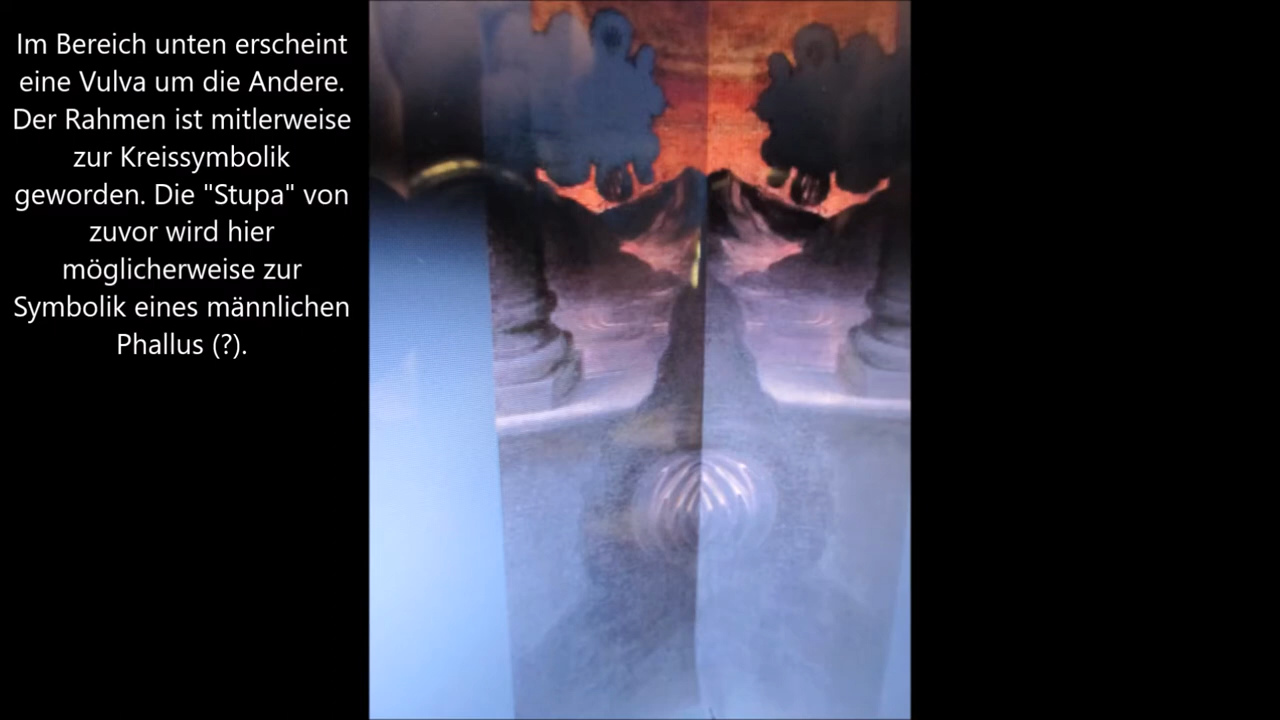 Im Bereich unten erscheint
eine Vulva um die Andere.
Der Rahmen ist mitlerweise
zur Kreissymbolik
geworden. Die "Stupa" von
zuvor wird hier
möglicherweise zur
Symbolik eines männlichen
Phallus (?).